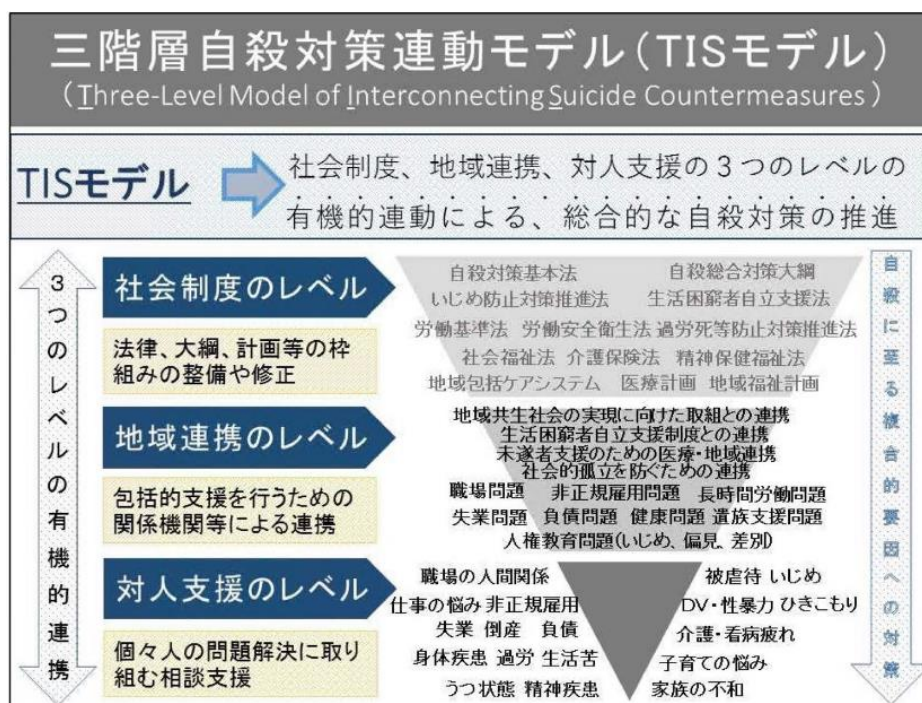 三階層自殺対策連動モデル(TISモデル)
(Three-Level Model of Interconnecting Suicide Countermeasures)
TISモデル
社会制度、地域連携、対人支援の3つのレベルの
有機的連動による、総合的な自殺対策の推進
3つのレベルの有機的連携
社会制度のレベル
法律、大綱、計画等の枠
組みの整備や修正
自殺対策基本法 自殺総合対策大綱
いじめ防止対策推進法 生活困窮者自立支援法
労働基準法 労働安全衛生法 過労死等防止対策推進法
社会福祉法 介護保険法 精神保健福祉法
地域包括ケアシステム 医療計画 地域福祉計画
地域連携のレベル
包括的支援を行うための
関係機関等による連携
地域共生社会の実現に向けた取組との連携
生活困窮者自立支援制度との連携
未遂者支援のための医療・地域連携
社会的孤立を防ぐための連携
職場問題 非正規雇用問題 長時間労働問題
失業問題 負債問題 健康問題 遺族支援問題
人権教育問題(いじめ、偏見、差別)
対人支援のレベル
個々人の問題解決に取り
組む相談支援
職場の人間関係 被虐待 いじめ
仕事の悩み 非正規雇用 DV・性暴力 ひきこもり
失業 倒産 負債 介護・看病疲れ
身体疾患 過労 生活苦 子育ての悩み
うつ状態 精神疾患 家族の不和
自殺に至る複合的要因への対策